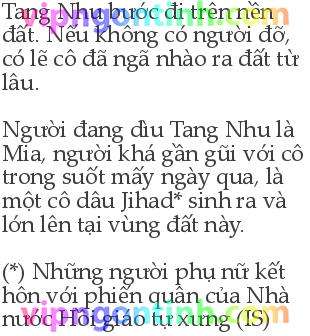 Tang Nhu bước đi trên nền
đất. Nếu không có người đỡ,
có lẽ cô đã ngã nhào ra đất từ
lâu.
Người đang dìu Tang Nhu là
Mia, người khá gần gũi với cô
trong suốt mấy ngày qua, là
một cô dâu Jihad* sinh ra và
lớn lên tại vùng đất này.
(*) Những người phụ nữ kết
hôn với phiến quân của Nhà
nước Hồi giáo tự xưng (IS)
vipngontinh.com
vipngontinh.com